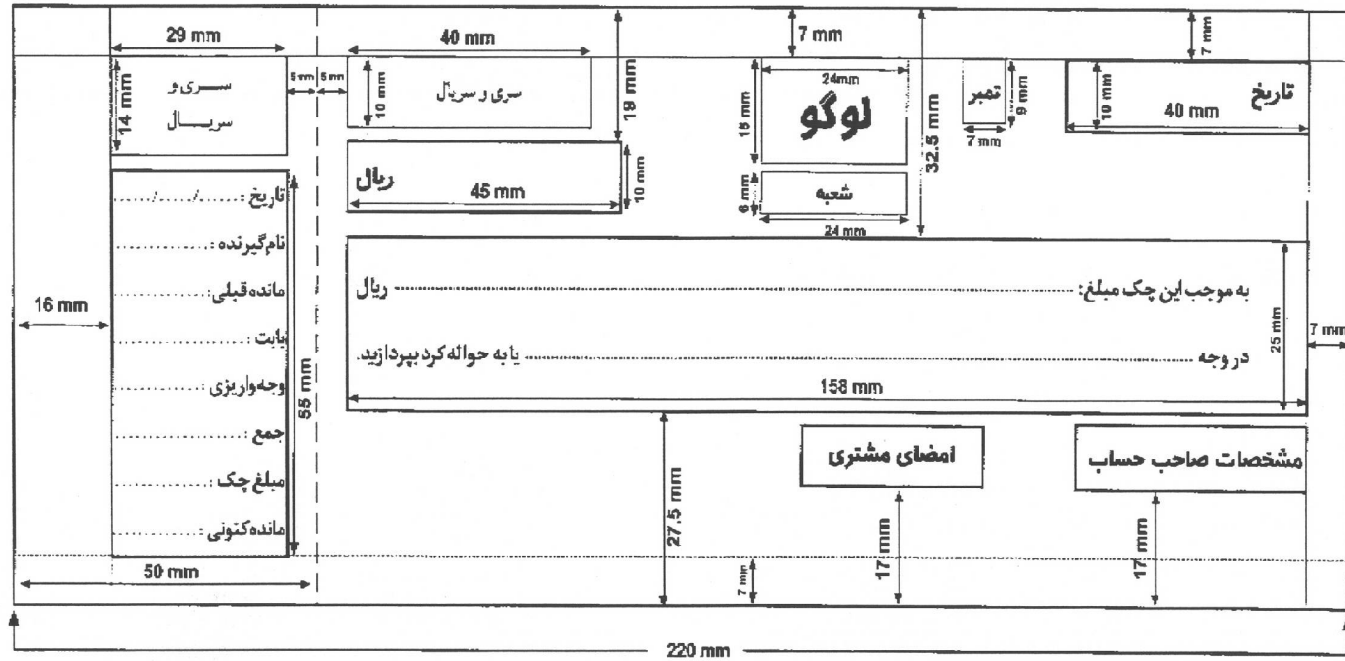 29 mm
40 mm
7 mm
7 mm
14 mm
ســری و
سریــــال
5 mm
5 mm
10 mm
سری و سریال
19 mm
24mm
15 mm
لوگو
32.5 mm
تمبر
9 mm
7 mm
10 mm
تاریخ
40 mm
ریال
45 mm
10 mm
6 mm
شعبه
24 mm
تاریخ :....../....../......
نام‌گیرنده :................
مانده قبلی:................
بابت :................
وجه‌واریزی :................
جمع :................
مبلغ چک :................
مانده‌کنونی:................
55 mm
16 mm
به موجب این چک مبلغ: ................................ ریال
در وجه ................................ یا به حواله کرد بپردازید.
25 mm
7 mm
158 mm
امضای مشتری
مشخصات صاحب حساب
27.5 mm
17 mm
17 mm
7 mm
50 mm
220 mm